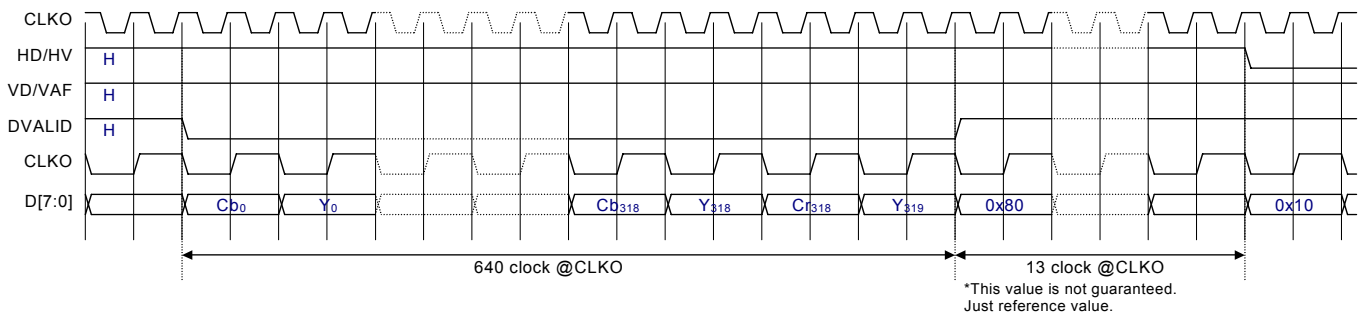 CLKO
HD/HV H
VD/VAF H
DVALID H
CLKO
D[7:0] Cb0 Y0 Cb318 Y318 Cr318 Y319 0x80 0x10
640 clock @CLKO 13 clock @CLKO
*This value is not guaranteed.
Just reference value.